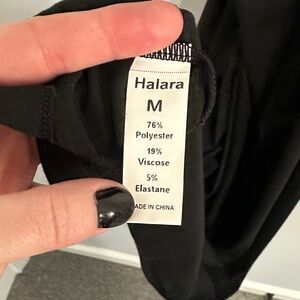 Halara
M
76%
Polyester
19%
Viscose
5%
Elastane
MADE IN CHINA